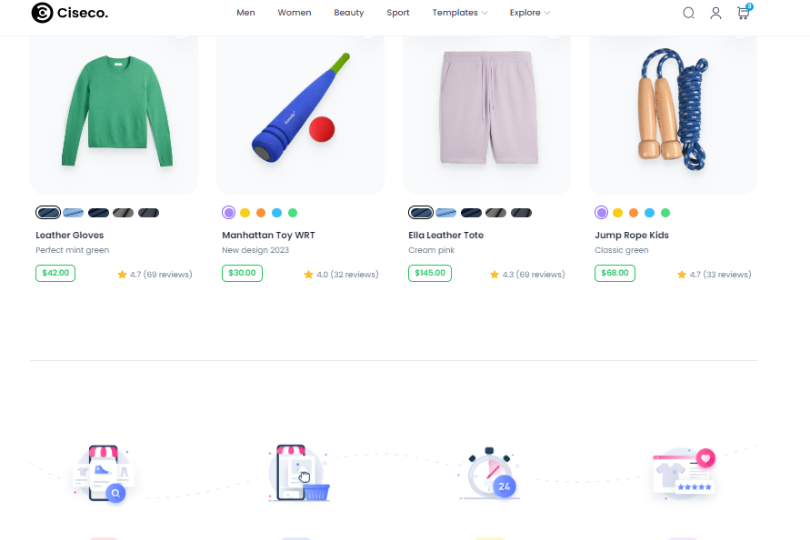 Ciseco.
Men Women Beauty Sport Templates Explore
3
Leather Gloves
Perfect mint green
$42.00 4.7 (69 reviews)
Manhattan Toy WRT
New design 2023
$30.00 4.0 (32 reviews)
Ella Leather Tote
Cream pink
$145.00 4.3 (69 reviews)
Jump Rope Kids
Classic green
$68.00 4.7 (33 reviews)
24